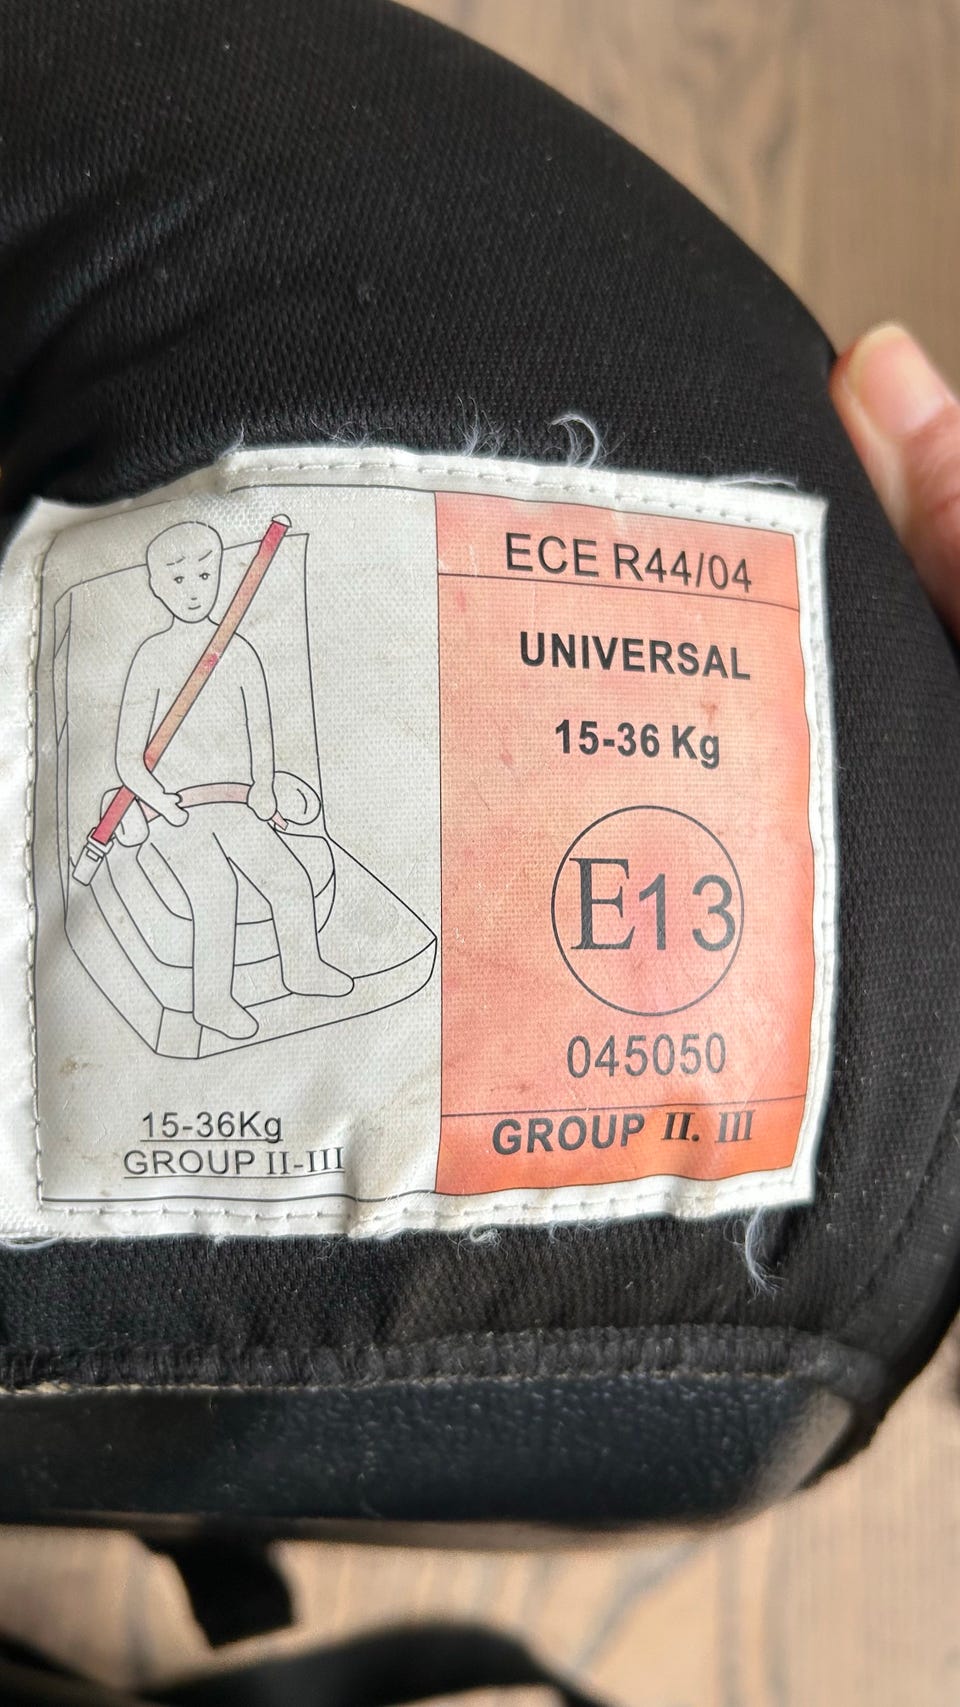 15-36Kg
GROUP II-III
ECE R44/04
UNIVERSAL
15-36 Kg
E13
045050
GROUP II. III